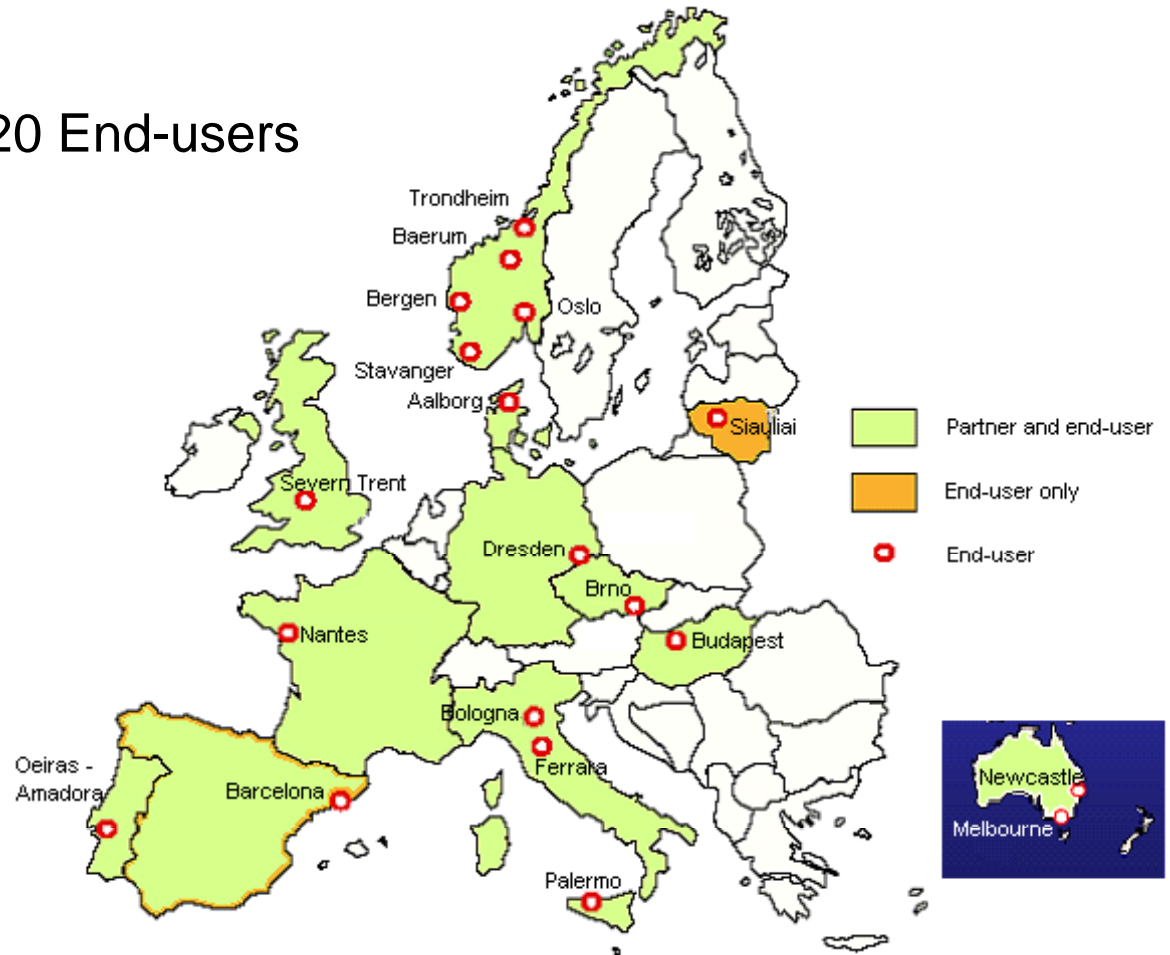 20 End-users
Trondheim
Baerum
Bergen
Oslo
Stavanger
Aalborg
Siauliai
Severn Trent
Dresden
Brno
Nantes
Budapest
Bologna
Ferrara
Oeiras -
Amadora
Barcelona
Palermo
Partner and end-user
End-user only
End-user
Newcastle
Melbourne